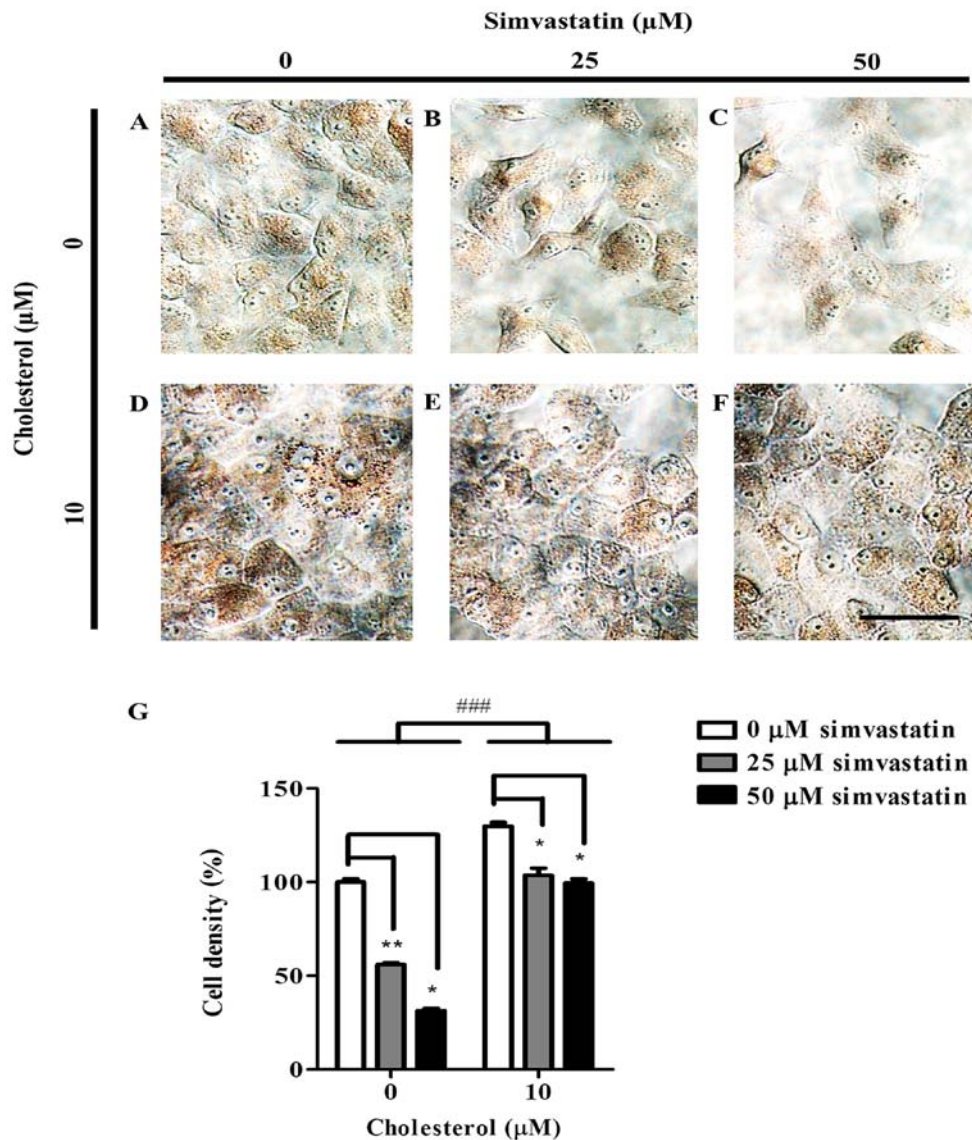 Simvastatin (μM)
0 25 50
Cholesterol (μM)
0
10
A B C
D E F
G
###
0 μM simvastatin
25 μM simvastatin
50 μM simvastatin
Cell density (%)
150
100
50
0
** * * *
0 10
Cholesterol (μM)